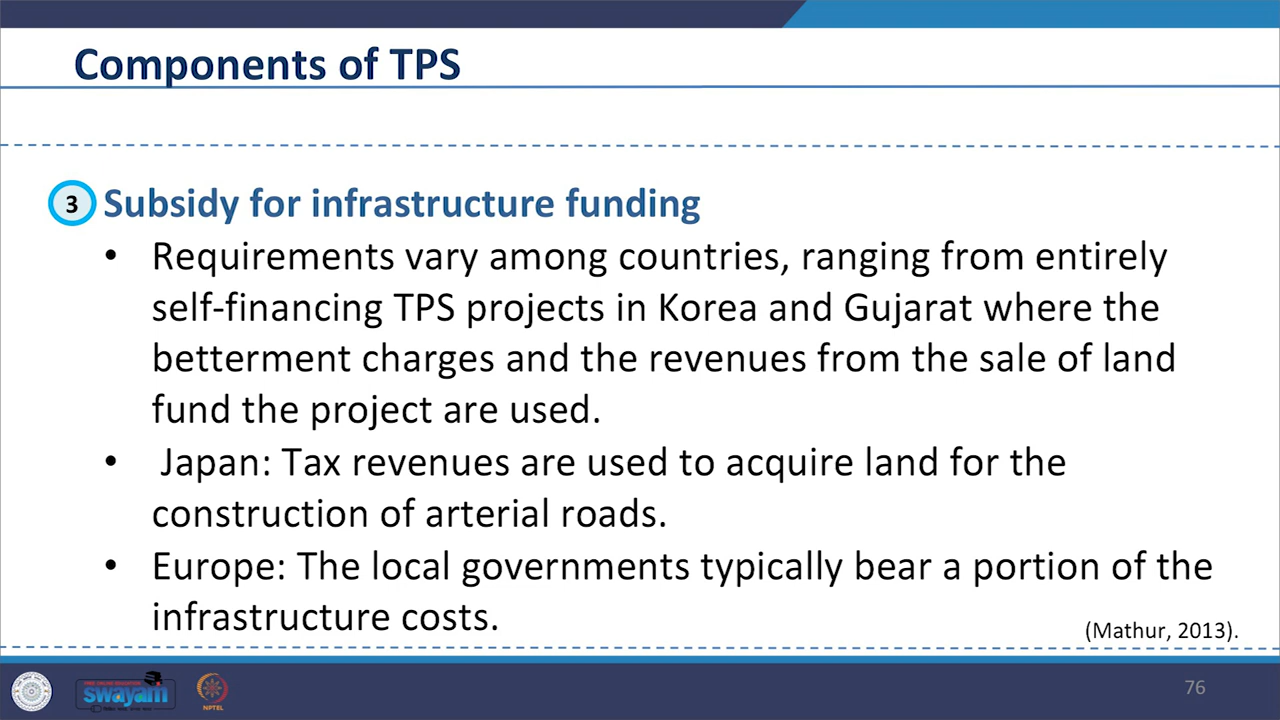 Components of TPS
3 Subsidy for infrastructure funding
• Requirements vary among countries, ranging from entirely
self-financing TPS projects in Korea and Gujarat where the
betterment charges and the revenues from the sale of land
fund the project are used.
• Japan: Tax revenues are used to acquire land for the
construction of arterial roads.
• Europe: The local governments typically bear a portion of the
infrastructure costs.
(Mathur, 2013).
swayam
NPTEL
76